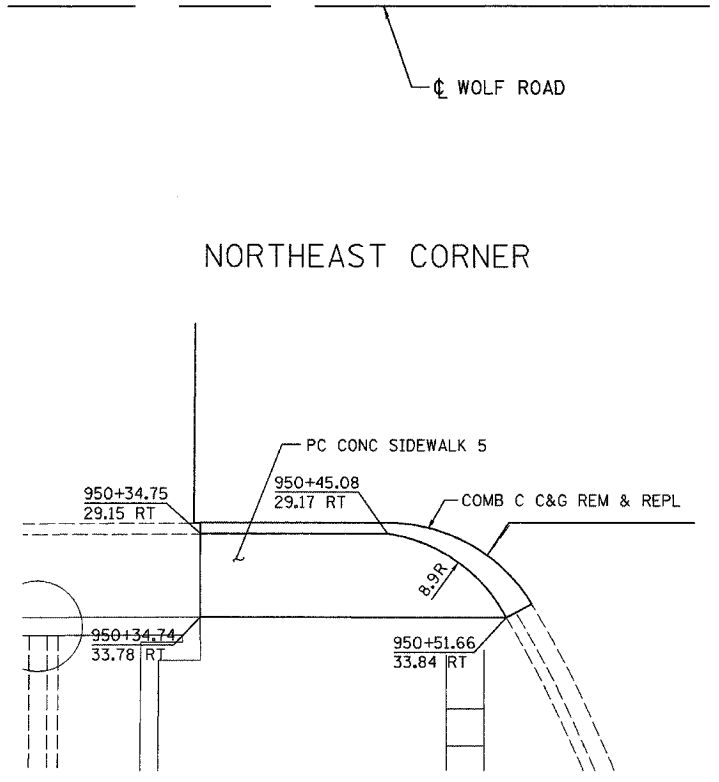 ℄ WOLF ROAD
NORTHEAST CORNER
PC CONC SIDEWALK 5
950+34.75
29.15 RT
950+45.08
29.17 RT
COMB C C&G REM & REPL
8.9R
950+34.74
33.78 RT
950+51.66
33.84 RT